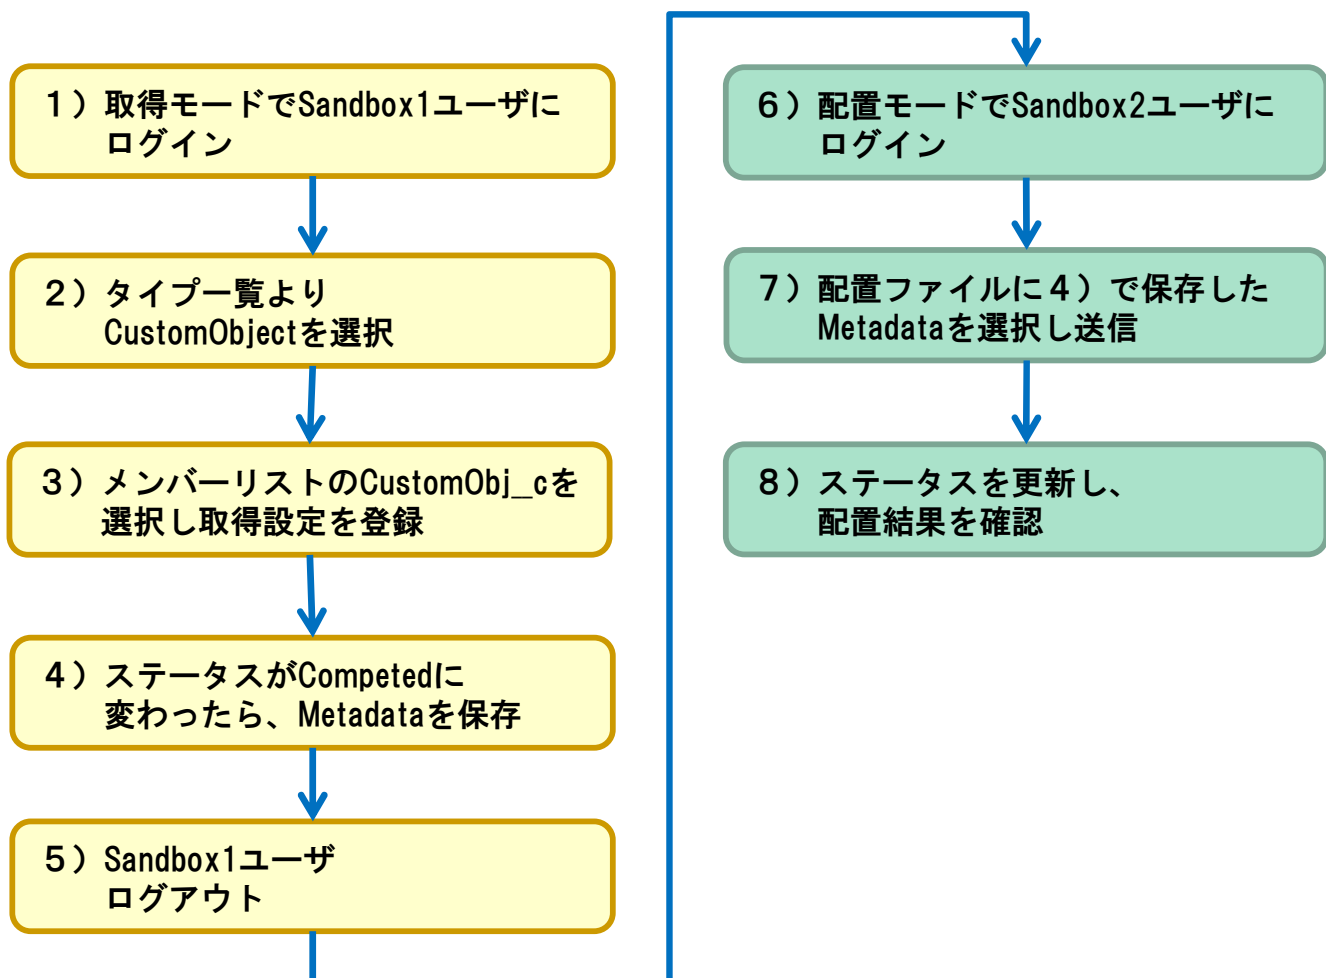 1）取得モードでSandbox1ユーザに
ログイン
2）タイプ一覧より
CustomObjectを選択
3）メンバーリストのCustomObj__cを
選択し取得設定を登録
4）ステータスがCompetedに
変わったら、Metadataを保存
5）Sandbox1ユーザ
ログアウト
6）配置モードでSandbox2ユーザに
ログイン
7）配置ファイルに4）で保存した
Metadataを選択し送信
8）ステータスを更新し、
配置結果を確認